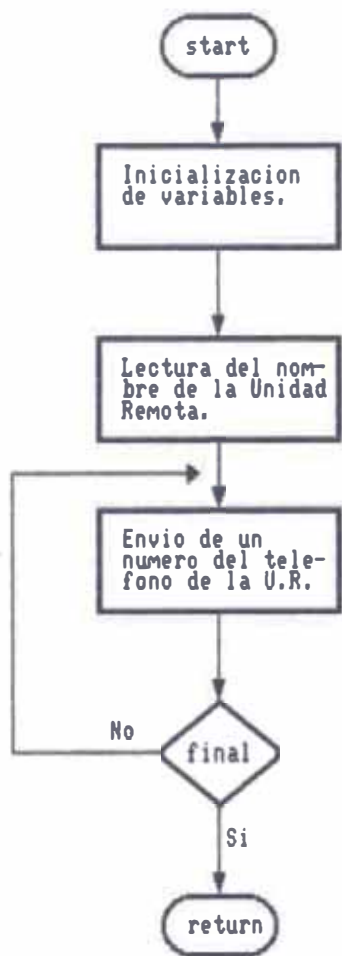 start
Inicializacion
de variables.
Lectura del nom-
bre de la Unidad
Remota.
Envio de un
numero del tele-
fono de la U.R.
No
final
Si
return